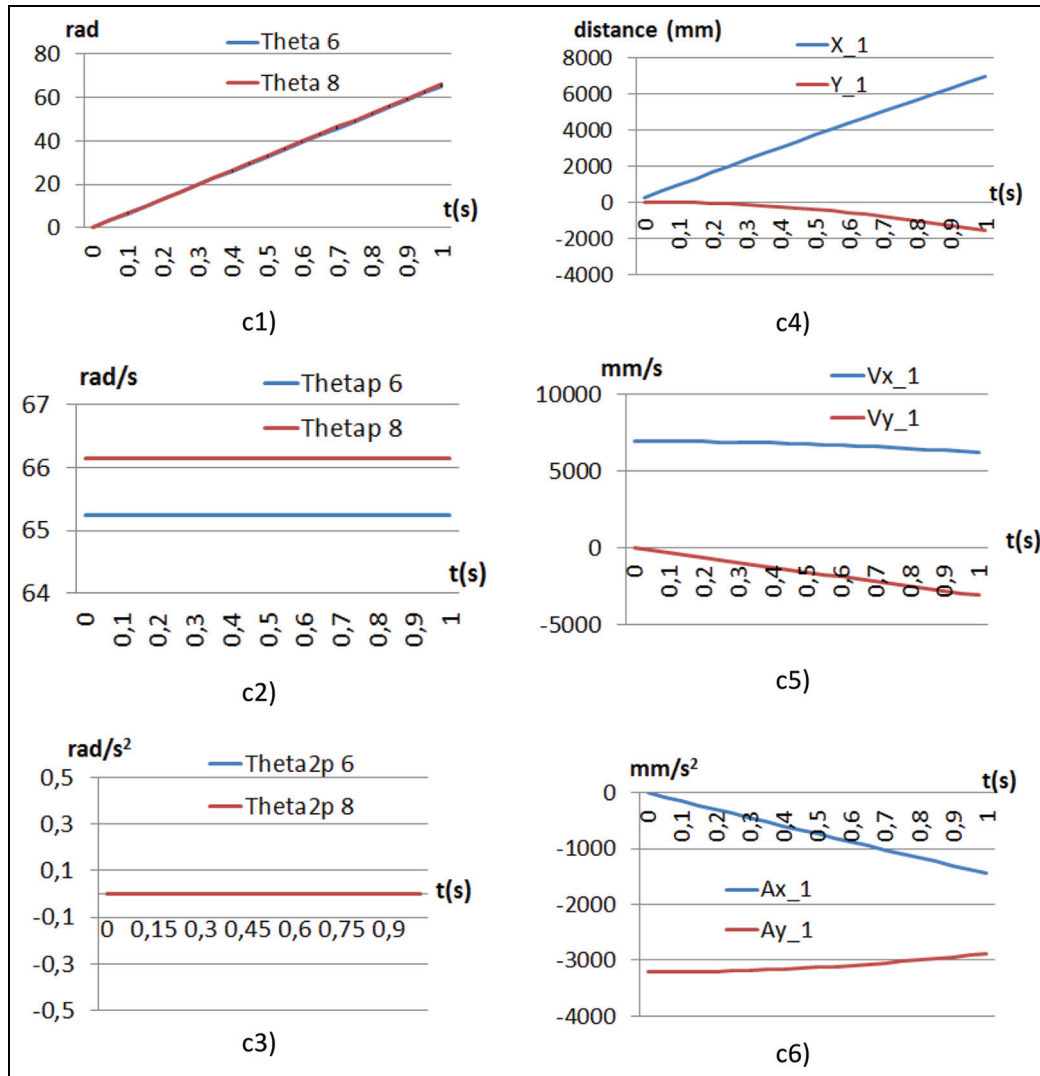 rad
Theta 6
Theta 8
80
60
40
20
0
t(s)
0 0,1 0,2 0,3 0,4 0,5 0,6 0,7 0,8 0,9 1
c1)
distance (mm)
X_1
Y_1
8000
6000
4000
2000
0
-2000
-4000
t(s)
0 0,1 0,2 0,3 0,4 0,5 0,6 0,7 0,8 0,9 1
c4)
rad/s
Thetap 6
Thetap 8
67
66
65
64
t(s)
0 0,1 0,2 0,3 0,4 0,5 0,6 0,7 0,8 0,9 1
c2)
mm/s
Vx_1
Vy_1
10000
5000
0
-5000
t(s)
0 0,1 0,2 0,3 0,4 0,5 0,6 0,7 0,8 0,9 1
c5)
rad/s²
Theta2p 6
Theta2p 8
0,5
0,3
0,1
-0,1
-0,3
-0,5
t(s)
0 0,15 0,3 0,45 0,6 0,75 0,9
c3)
mm/s²
t(s)
0
-1000
-2000
-3000
-4000
0 0,1 0,2 0,3 0,4 0,5 0,6 0,7 0,8 0,9 1
Ax_1
Ay_1
c6)